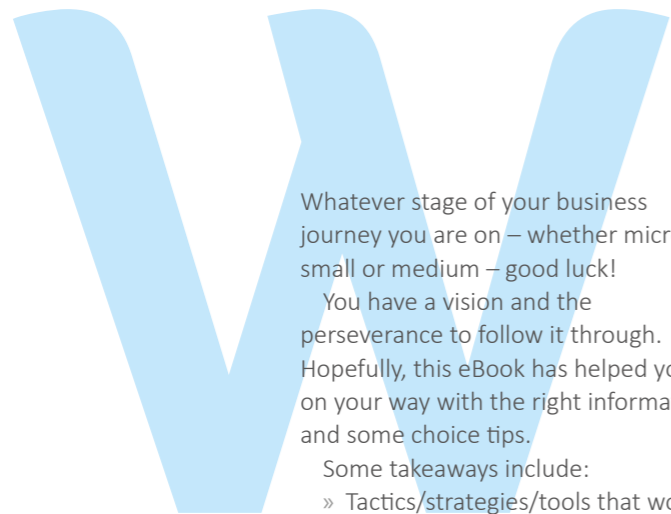 W
Whatever stage of your business
journey you are on – whether
small or medium – good luck!
You have a vision and the
perseverance to follow it through.
Hopefully, this eBook has helped
on your way with the right
and some choice tips.
Some takeaways include:
» Tactics/strategies/tools that